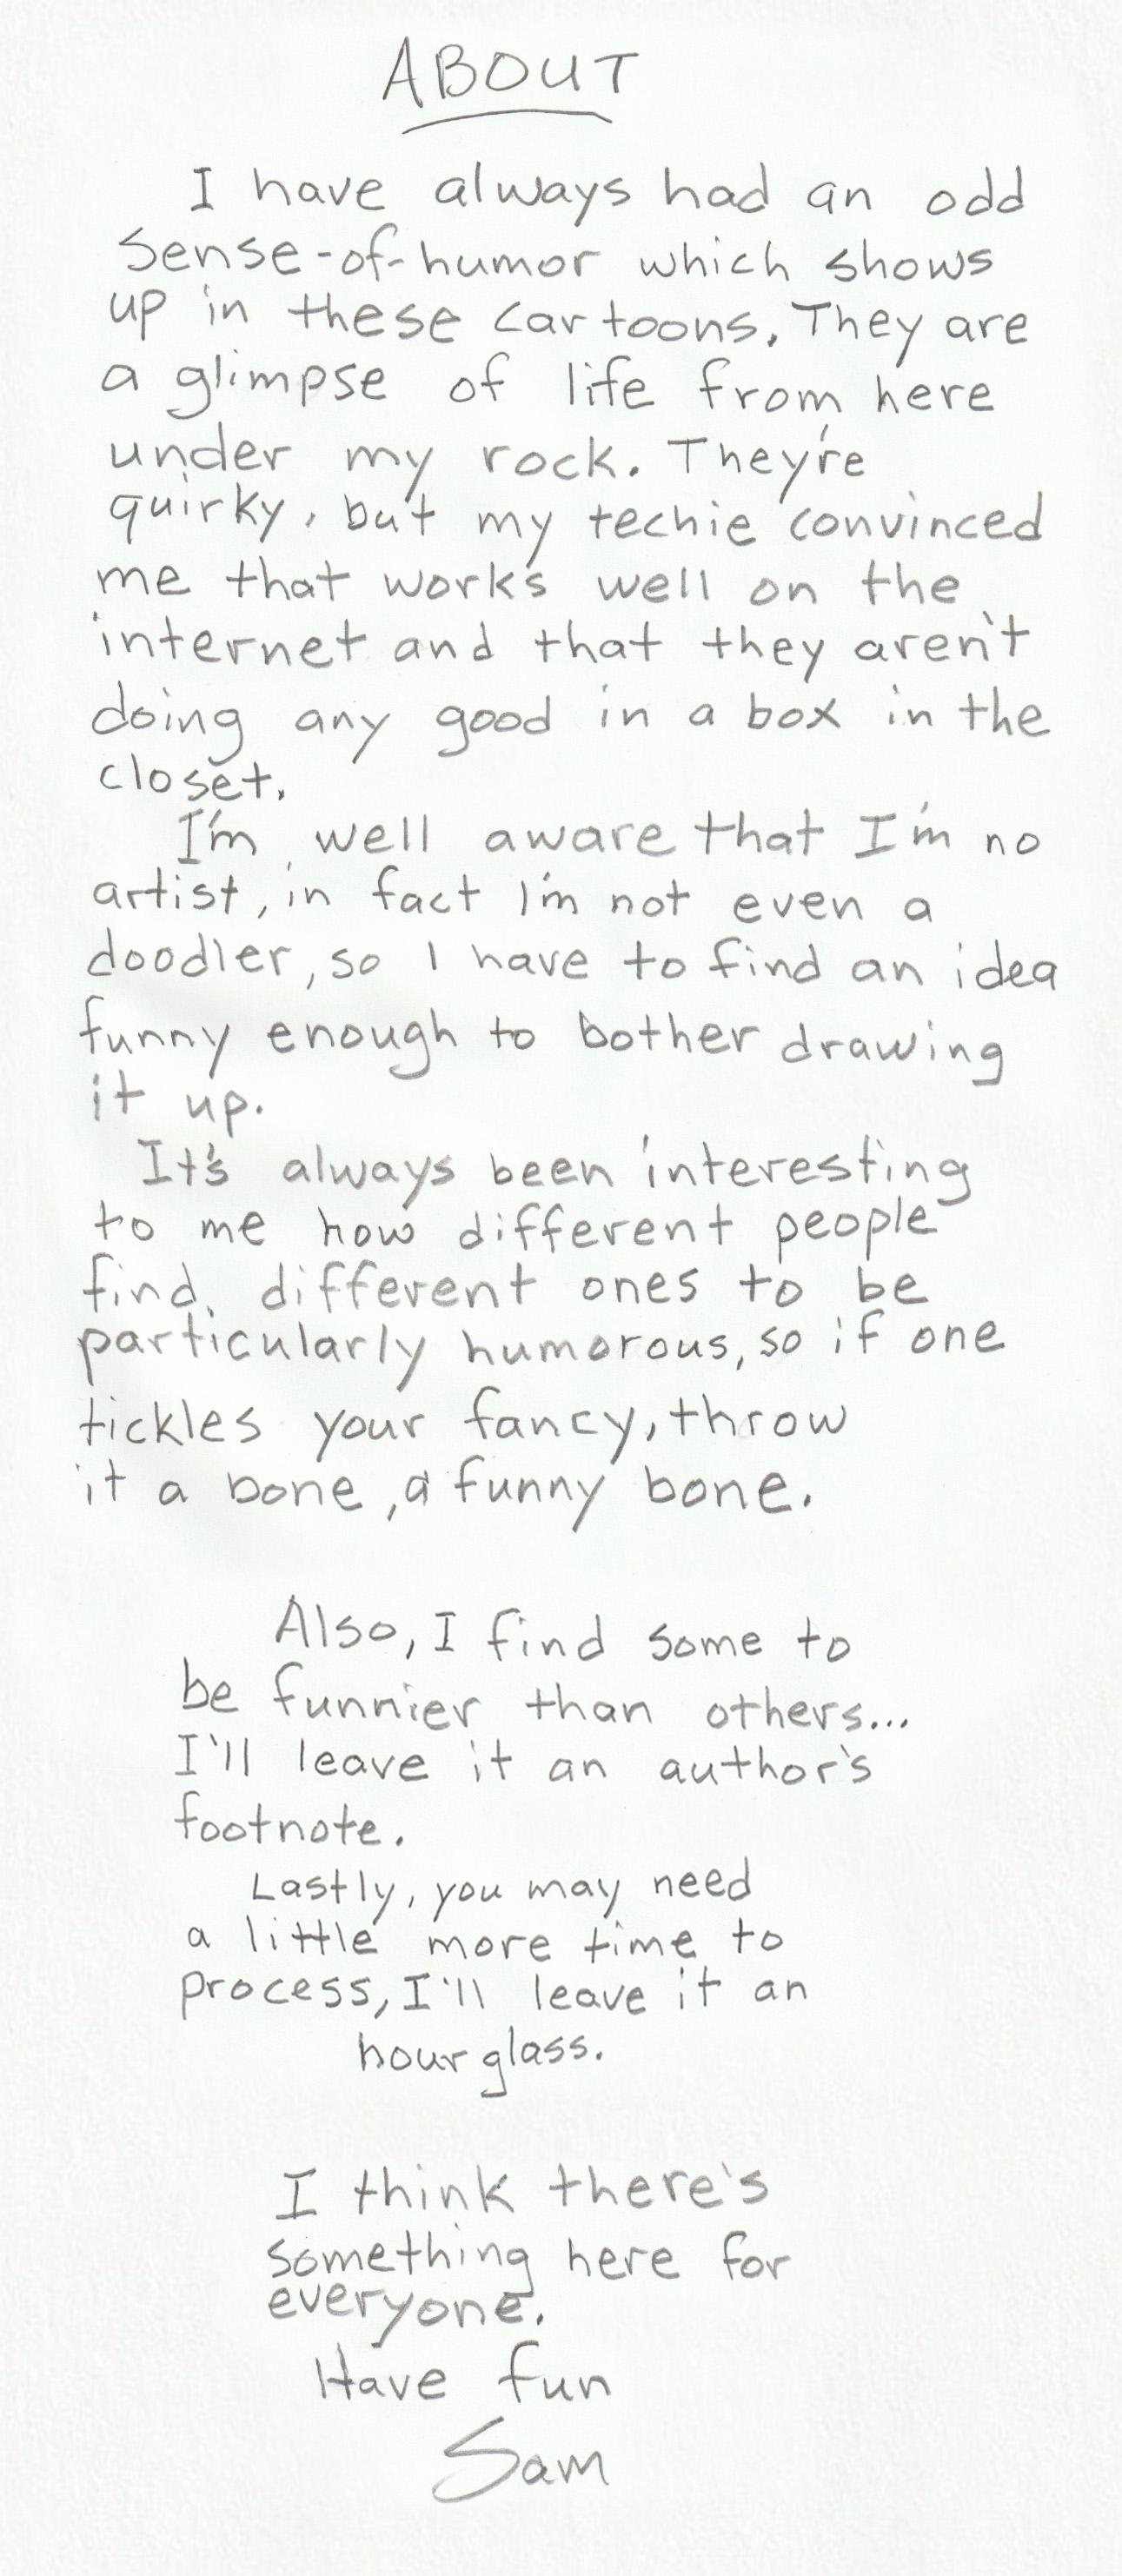 ABOUT
I have always had an odd
sense-of-humor which shows
up in these cartoons. They are
a glimpse of life from here
under my rock. They're
quirky, but my techie convinced
me that works well on the
internet and that they aren't
doing any good in a box in the
closet.
I'm well aware that I'm no
artist, in fact I'm not even a
doodler, so I have to find an idea
funny enough to bother drawing
it up.
It's always been interesting
to me how different people
find different ones to be
particularly humorous, so if one
tickles your fancy, throw
it a bone, a funny bone.
Also, I find some to
be funnier than others...
I'll leave it an author's
footnote.
Lastly, you may need
a little more time to
process, I'll leave it an
hour glass.
I think there's
something here for
everyone.
Have fun
Sam